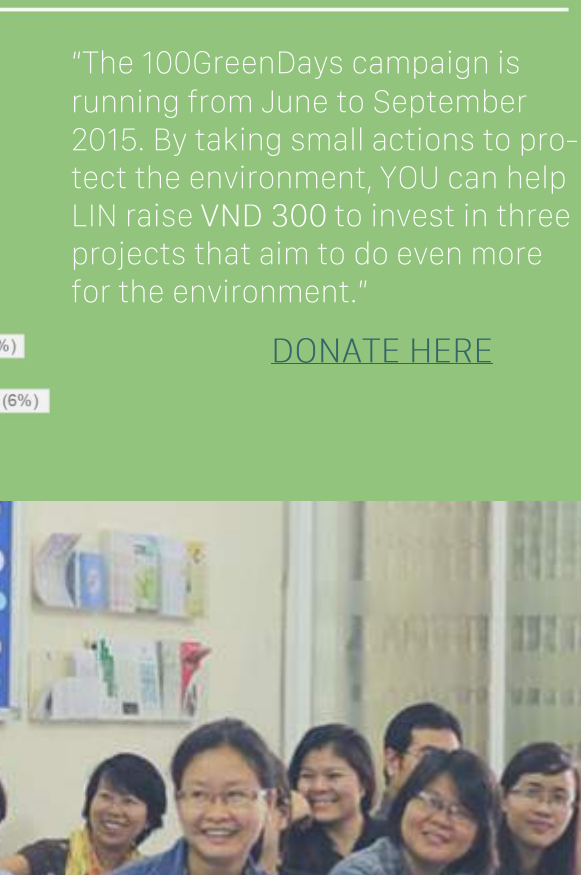 "The 100GreenDays campaign is
running from June to September
2015. By taking small actions to pro-
tect the environment, YOU can help
LIN raise VND 300 to invest in three
projects that aim to do even more
for the environment."
%)
DONATE HERE
(6%)